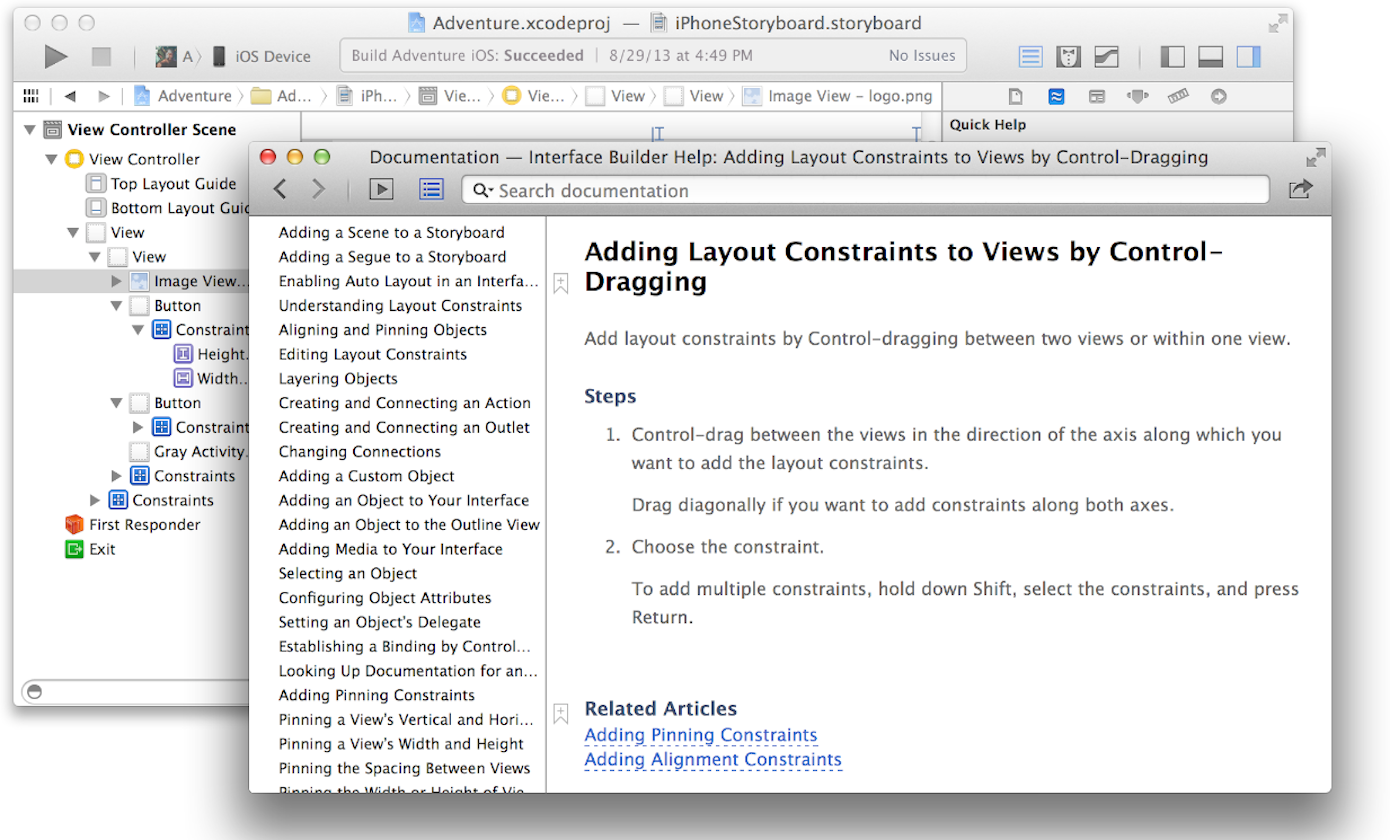 Adventure.xcodeproj — iPhoneStoryboard.storyboard
A〉 iOS Device
Build Adventure iOS: Succeeded | 8/29/13 at 4:49 PM No Issues
Adventure 〉 Ad... 〉 iPh... 〉 Vie... 〉 Vie... 〉 View 〉 View 〉 Image View – logo.png
Quick Help
View Controller Scene
View Controller
Top Layout Guide
Bottom Layout Guid
View
View
Image View...
Button
Constraint
Height.
Width..
Button
Constraint
Gray Activity.
Constraints
Constraints
First Responder
Exit
Documentation — Interface Builder Help: Adding Layout Constraints to Views by Control-Dragging
Search documentation
Adding a Scene to a Storyboard
Adding a Segue to a Storyboard
Enabling Auto Layout in an Interfa...
Understanding Layout Constraints
Aligning and Pinning Objects
Editing Layout Constraints
Layering Objects
Creating and Connecting an Action
Creating and Connecting an Outlet
Changing Connections
Adding a Custom Object
Adding an Object to Your Interface
Adding an Object to the Outline View
Adding Media to Your Interface
Selecting an Object
Configuring Object Attributes
Setting an Object's Delegate
Establishing a Binding by Control...
Looking Up Documentation for an...
Adding Pinning Constraints
Pinning a View's Vertical and Hori...
Pinning a View's Width and Height
Pinning the Spacing Between Views
Pinning the Width or Height of Vie
Adding Layout Constraints to Views by Control-
Dragging
Add layout constraints by Control-dragging between two views or within one view.
Steps
1. Control-drag between the views in the direction of the axis along which you
want to add the layout constraints.
Drag diagonally if you want to add constraints along both axes.
2. Choose the constraint.
To add multiple constraints, hold down Shift, select the constraints, and press
Return.
Related Articles
Adding Pinning Constraints
Adding Alignment Constraints